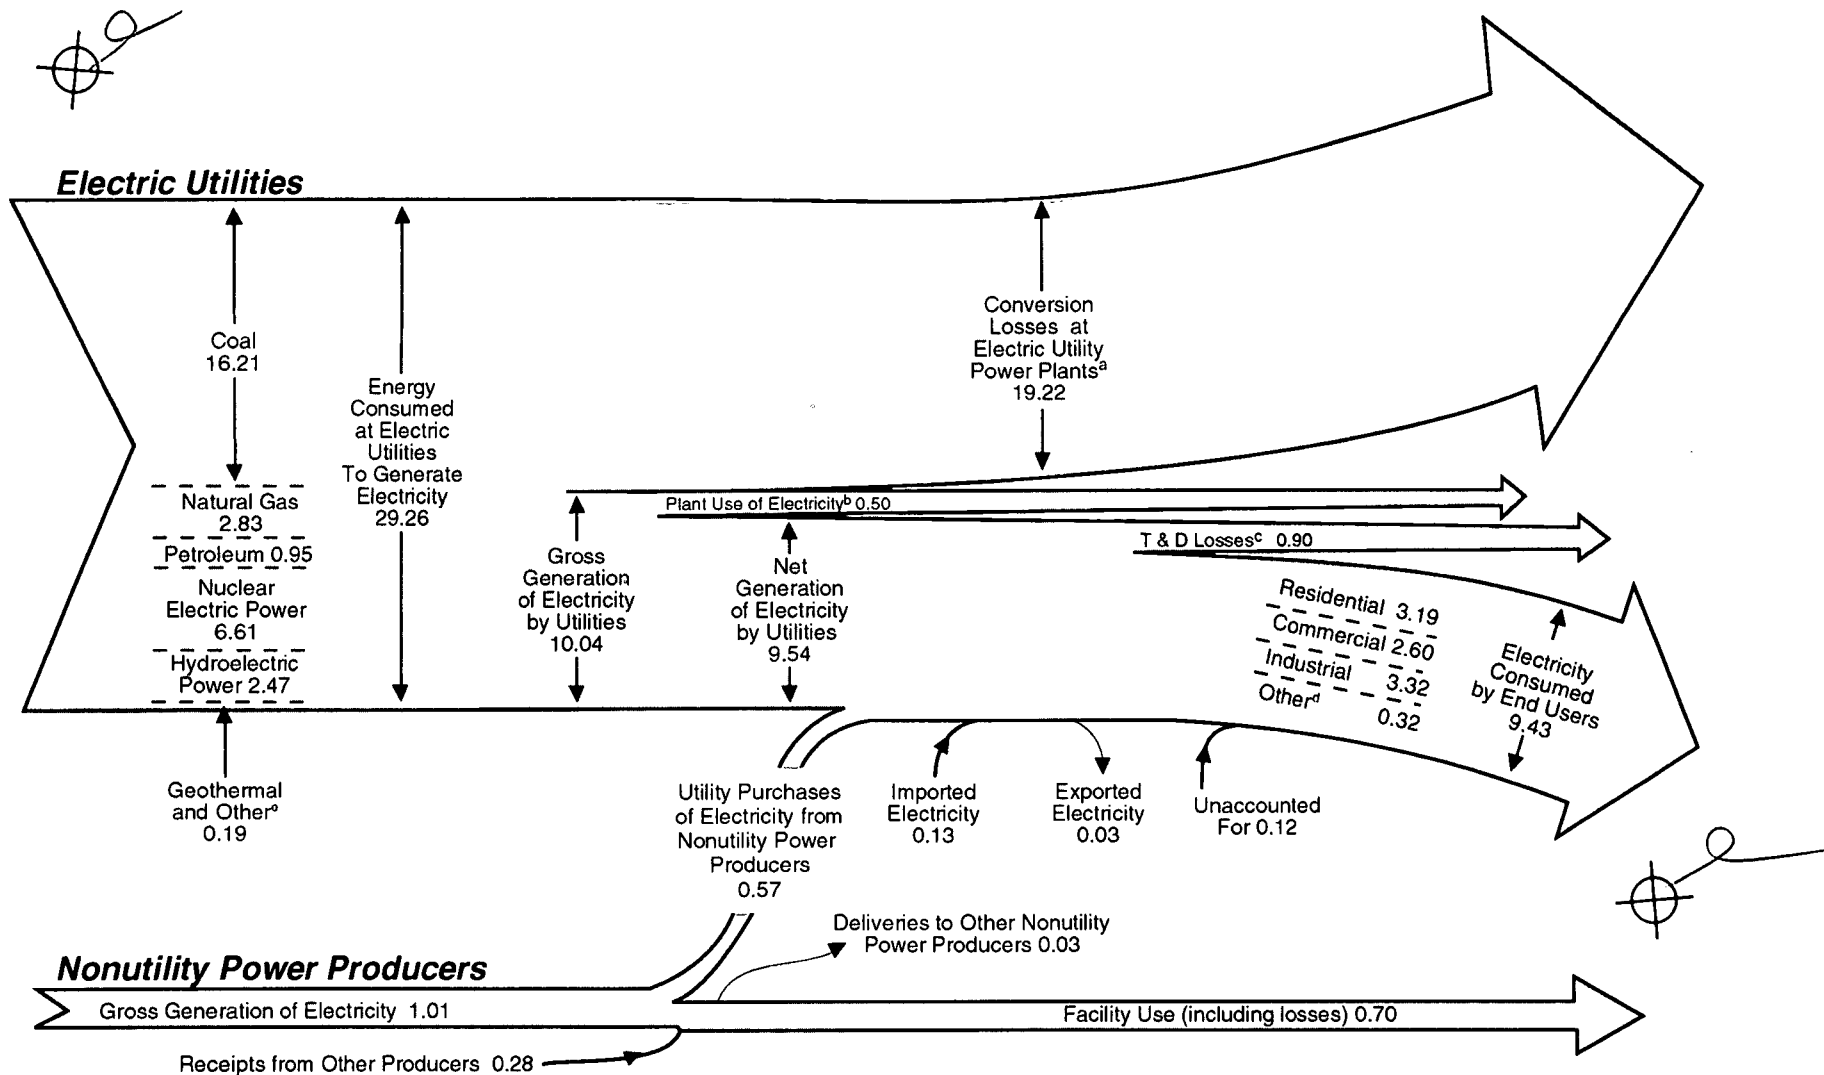 Electric Utilities
Coal
16.21
Natural Gas
2.83
Petroleum 0.95
Nuclear
Electric Power
6.61
Hydroelectric
Power 2.47
Geothermal
and Otherᵉ
0.19
Energy
Consumed
at Electric
Utilities
To Generate
Electricity
29.26
Gross
Generation
of Electricity
by Utilities
10.04
Plant Use of Electricityᵇ 0.50
Net
Generation
of Electricity
by Utilities
9.54
Conversion
Losses at
Electric Utility
Power Plantsᵃ
19.22
T & D Lossesᶜ 0.90
Residential 3.19
Commercial 2.60
Industrial 3.32
Otherᵈ 0.32
Electricity
Consumed
by End Users
9.43
Utility Purchases
of Electricity from
Nonutility Power
Producers
0.57
Imported
Electricity
0.13
Exported
Electricity
0.03
Unaccounted
For 0.12
Deliveries to Other Nonutility
Power Producers 0.03
Nonutility Power Producers
Gross Generation of Electricity 1.01
Facility Use (including losses) 0.70
Receipts from Other Producers 0.28